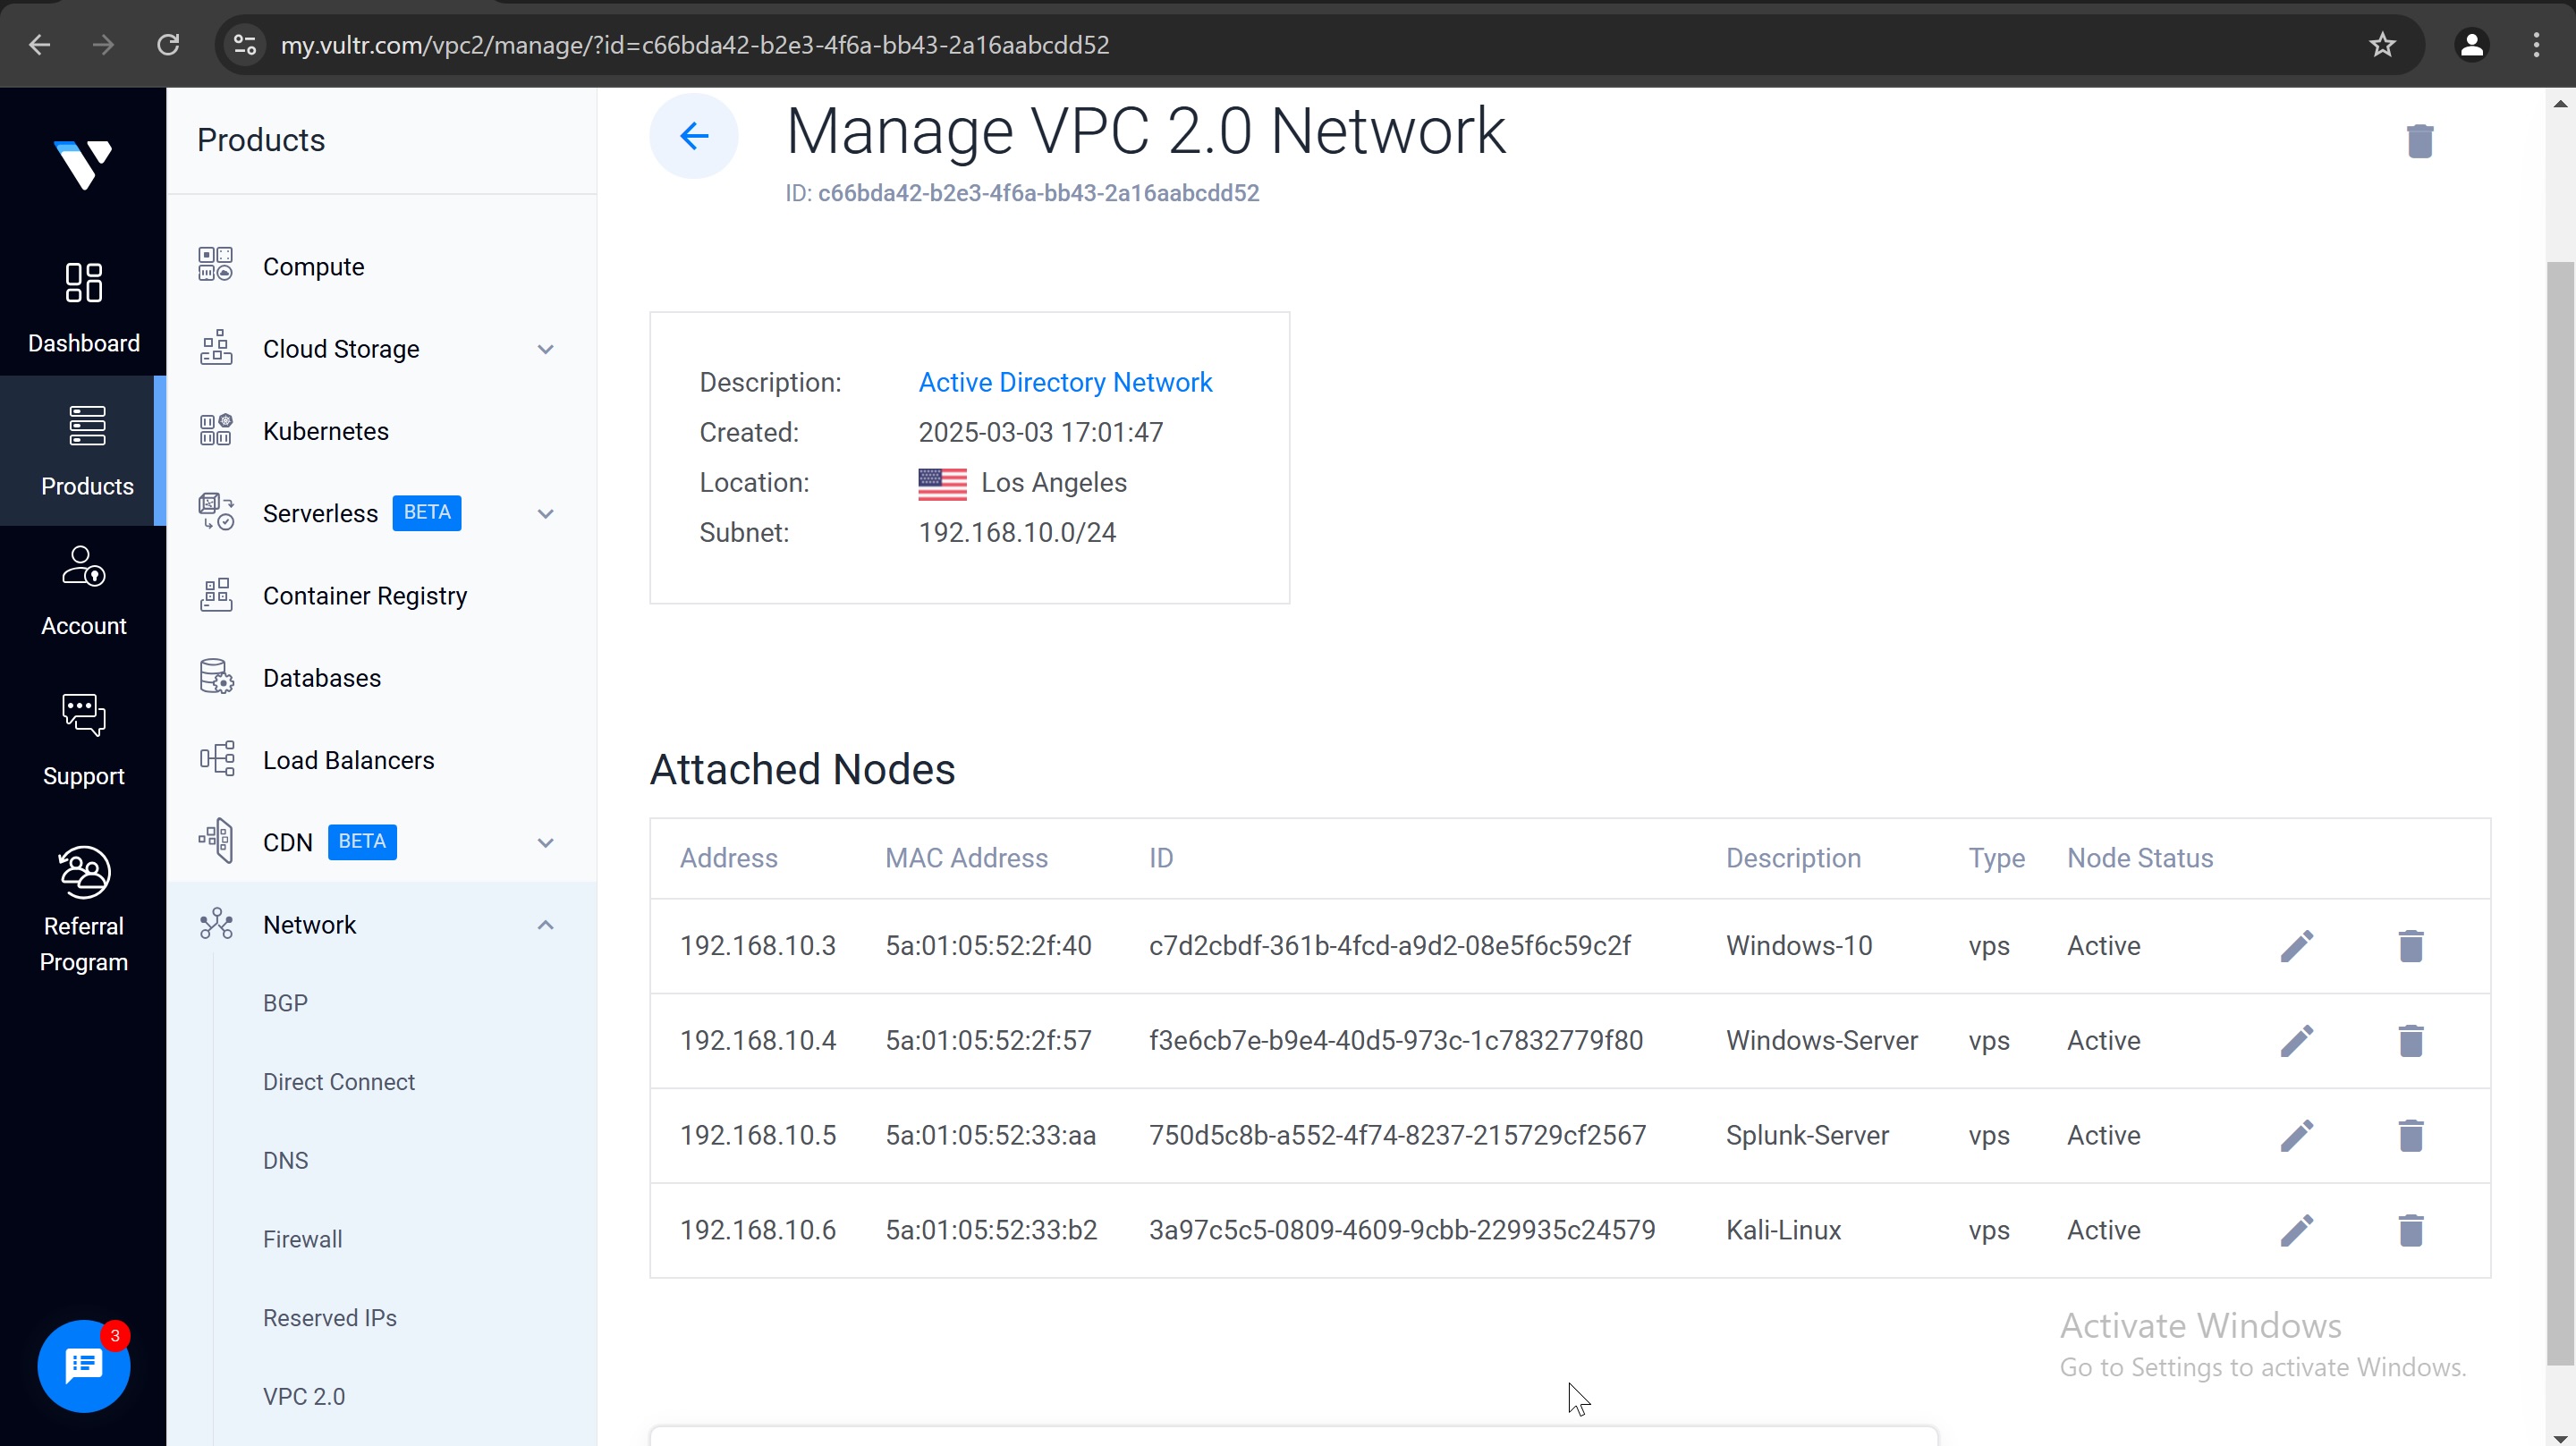 my.vultr.com/vpc2/manage/?id=c66bda42-b2e3-4f6a-bb43-2a16aabcdd52
Dashboard
Products
Account
Support
Referral
Program
3
Products
Compute
Cloud Storage
Kubernetes
Serverless BETA
Container Registry
Databases
Load Balancers
CDN BETA
Network
BGP
Direct Connect
DNS
Firewall
Reserved IPs
VPC 2.0
Manage VPC 2.0 Network
ID: c66bda42-b2e3-4f6a-bb43-2a16aabcdd52
Description: Active Directory Network
Created: 2025-03-03 17:01:47
Location: Los Angeles
Subnet: 192.168.10.0/24
Attached Nodes
Address MAC Address ID Description Type Node Status
192.168.10.3 5a:01:05:52:2f:40 c7d2cbdf-361b-4fcd-a9d2-08e5f6c59c2f Windows-10 vps Active
192.168.10.4 5a:01:05:52:2f:57 f3e6cb7e-b9e4-40d5-973c-1c7832779f80 Windows-Server vps Active
192.168.10.5 5a:01:05:52:33:aa 750d5c8b-a552-4f74-8237-215729cf2567 Splunk-Server vps Active
192.168.10.6 5a:01:05:52:33:b2 3a97c5c5-0809-4609-9cbb-229935c24579 Kali-Linux vps Active
Activate Windows
Go to Settings to activate Windows.